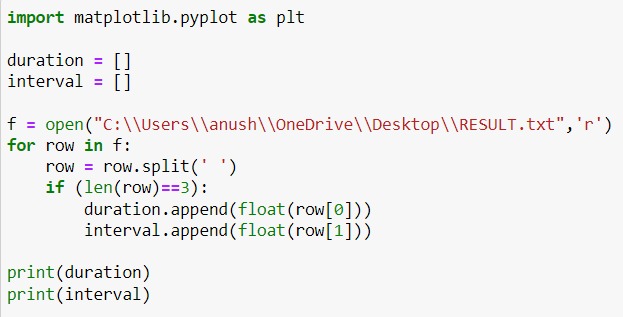 import matplotlib.pyplot as plt
duration = []
interval = []
f = open("C:\\Users\\anush\\OneDrive\\Desktop\\RESULT.txt",'r')
for row in f:
    row = row.split(' ')
    if (len(row)==3):
        duration.append(float(row[0]))
        interval.append(float(row[1]))
print(duration)
print(interval)